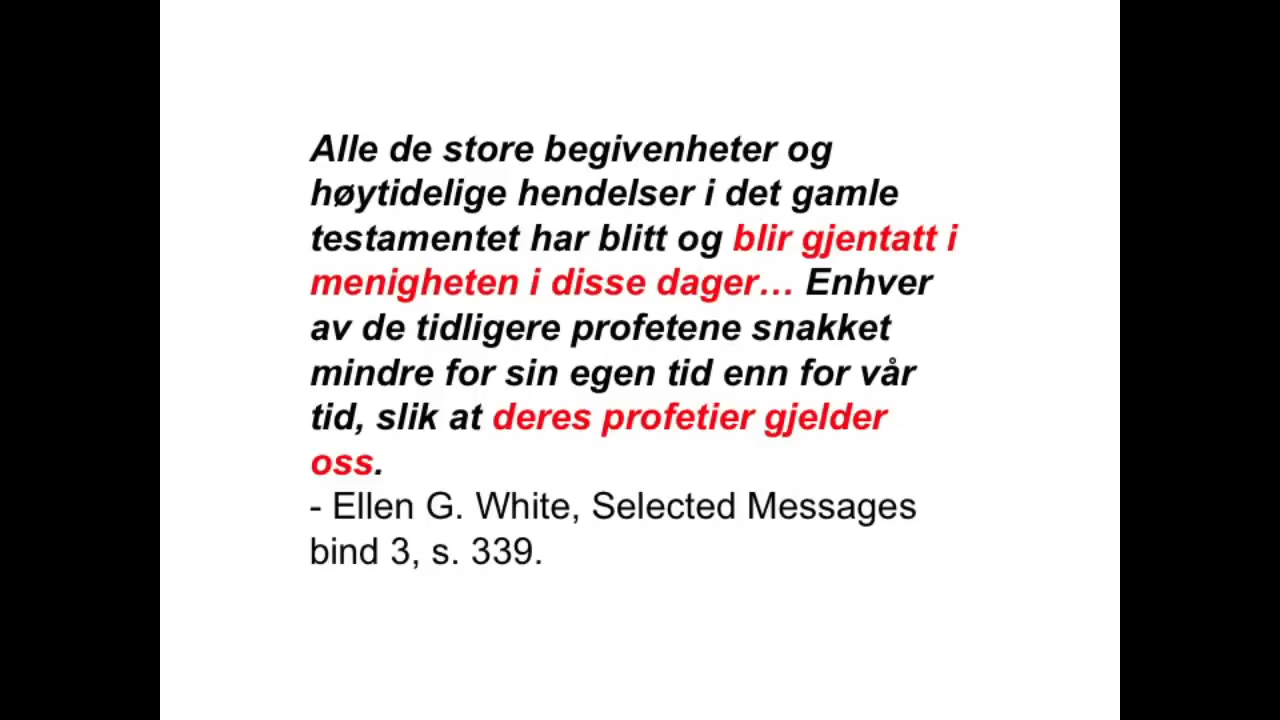 Alle de store begivenheter og
høytidelige hendelser i det gamle
testamentet har blitt og blir gjentatt i
menigheten i disse dager… Enhver
av de tidligere profetene snakket
mindre for sin egen tid enn for vår
tid, slik at deres profetier gjelder
oss.
- Ellen G. White, Selected Messages
bind 3, s. 339.